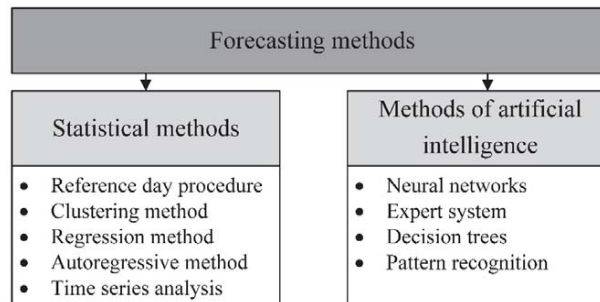 Forecasting methods
Statistical methods
• Reference day procedure
• Clustering method
• Regression method
• Autoregressive method
• Time series analysis
Methods of artificial
intelligence
• Neural networks
• Expert system
• Decision trees
• Pattern recognition